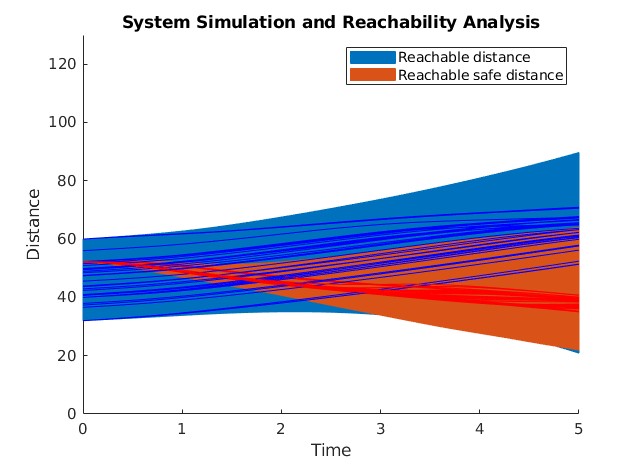 System Simulation and Reachability Analysis
Reachable distance
Reachable safe distance
120
100
80
60
40
20
0
Distance
0 1 2 3 4 5
Time